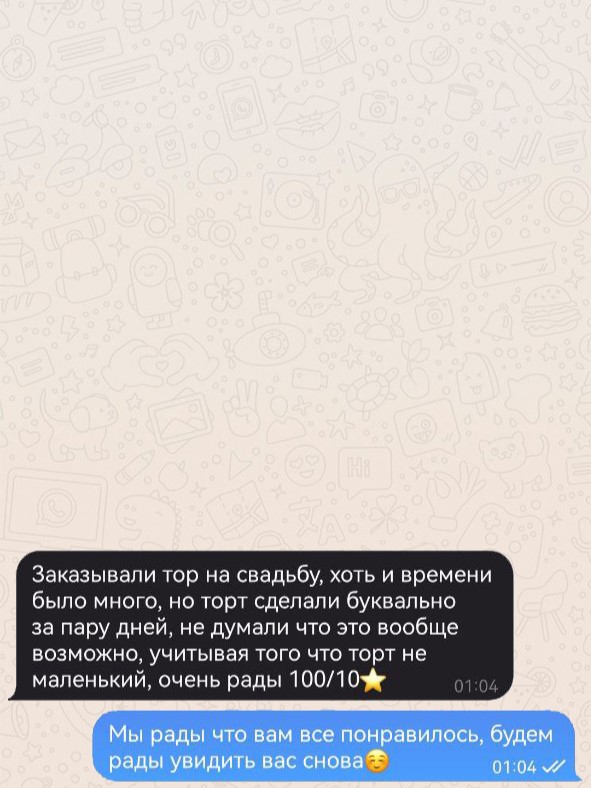 Hi
Заказывали тор на свадьбу, хоть и времени
было много, но торт сделали буквально
за пару дней, не думали что это вообще
возможно, учитывая того что торт не
маленький, очень рады 100/10⭐
01:04
Мы рады что вам все понравилось, будем
рады увидить вас снова☺️
01:04